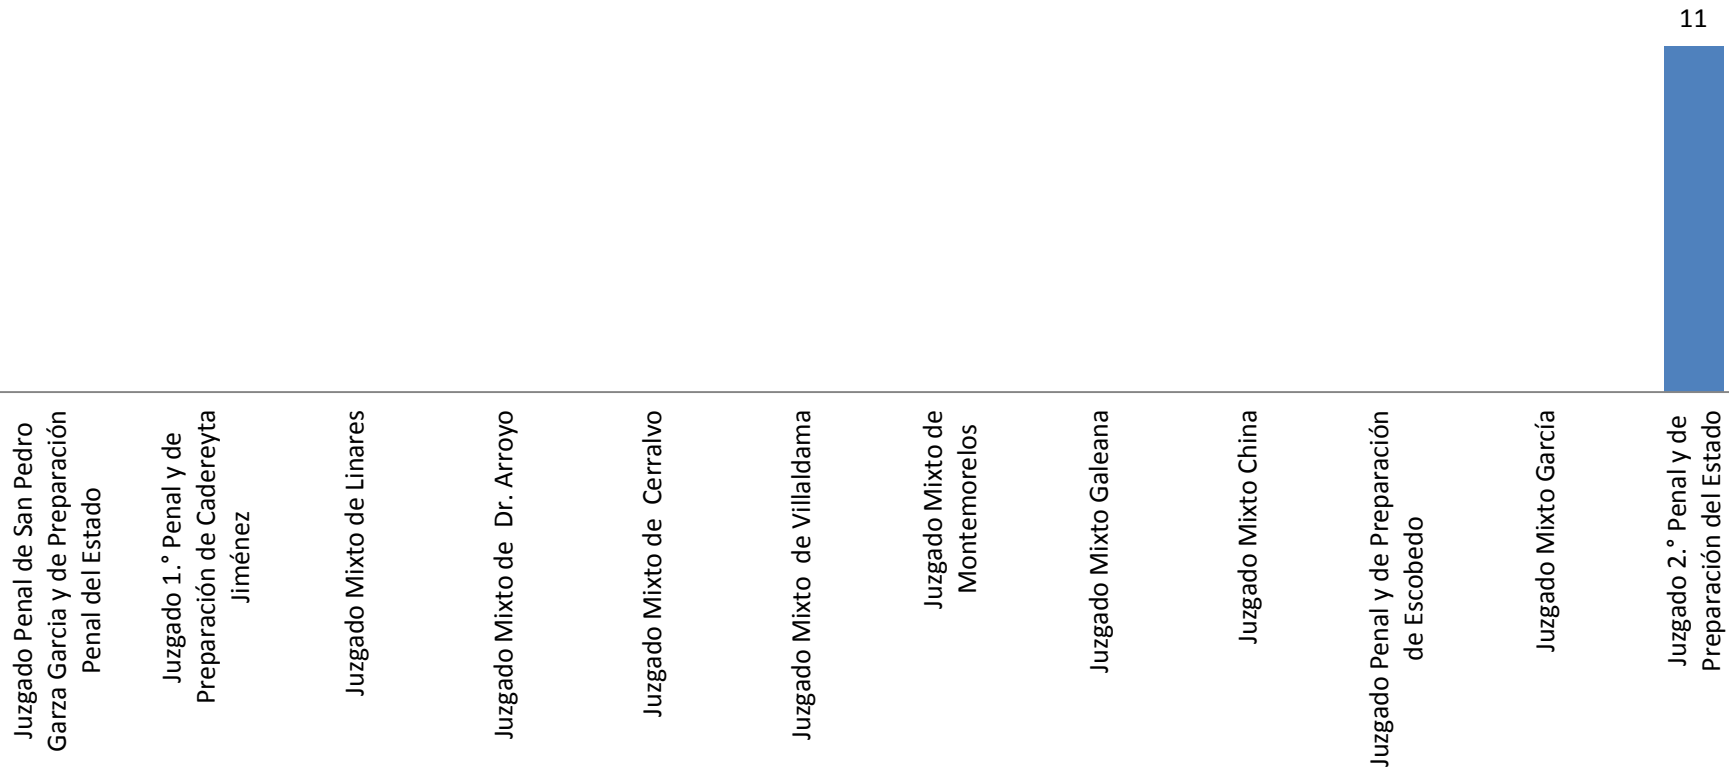 11
Juzgado Penal de San Pedro
Garza Garcia y de Preparación
Penal del Estado
Juzgado 1.° Penal y de
Preparación de Cadereyta
Jiménez
Juzgado Mixto de Linares
Juzgado Mixto de  Dr. Arroyo
Juzgado Mixto de  Cerralvo
Juzgado Mixto  de Villaldama
Juzgado Mixto de
Montemorelos
Juzgado Mixto Galeana
Juzgado Mixto China
Juzgado Penal y de Preparación
de Escobedo
Juzgado Mixto García
Juzgado 2.° Penal y de
Preparación del Estado